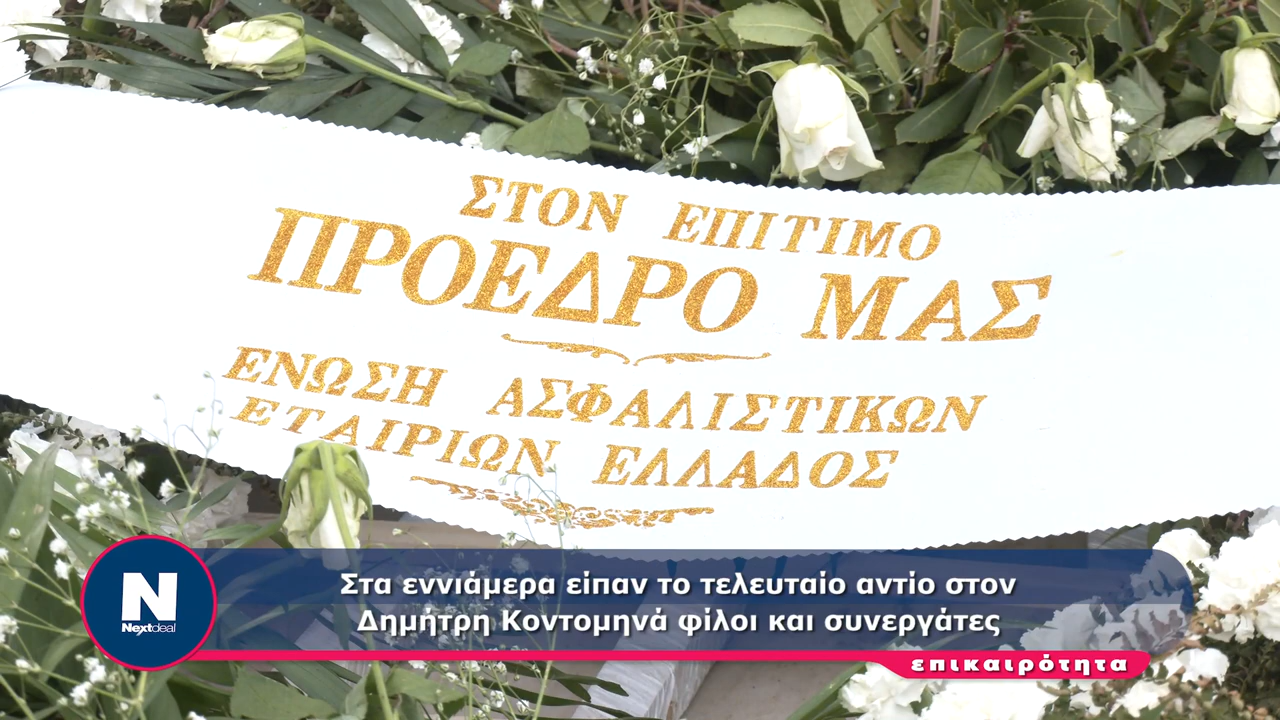 ΣΤΟΝ ΕΠΙΤΙΜΟ
ΠΡΟΕΔΡΟ ΜΑΣ
ΕΝΩΣΗ ΑΣΦΑΛΙΣΤΙΚΩΝ
ΕΤΑΙΡΙΩΝ ΕΛΛΑΔΟΣ
N
Nextdeal
Στα εννιάμερα είπαν το τελευταίο αντίο στον
Δημήτρη Κοντομηνά φίλοι και συνεργάτες
επικαιρότητα